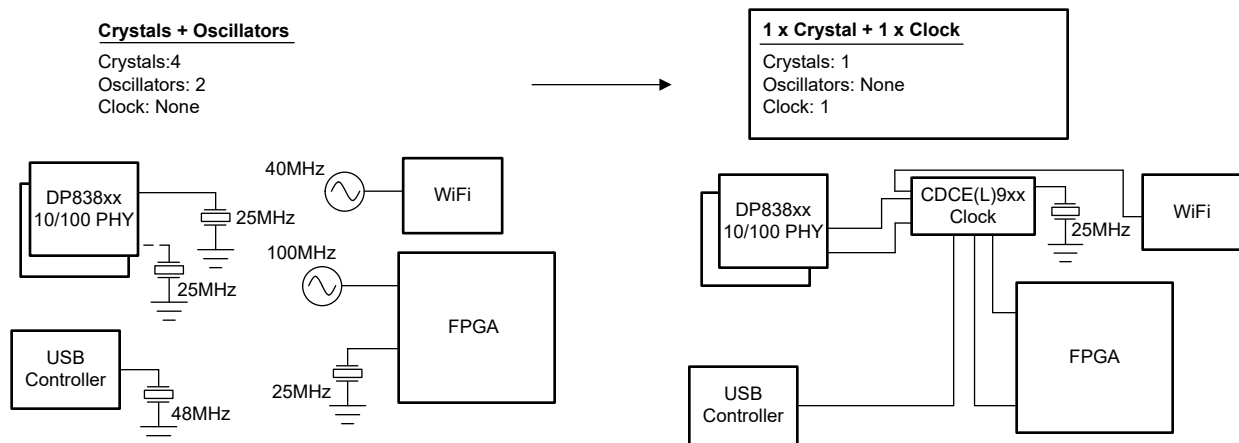 Crystals + Oscillators
Crystals:4
Oscillators: 2
Clock: None
1 x Crystal + 1 x Clock
Crystals: 1
Oscillators: None
Clock: 1
DP838xx
10/100 PHY
25MHz
25MHz
USB
Controller
48MHz
40MHz
WiFi
100MHz
FPGA
25MHz
DP838xx
10/100 PHY
CDCE(L)9xx
Clock
25MHz
WiFi
FPGA
USB
Controller